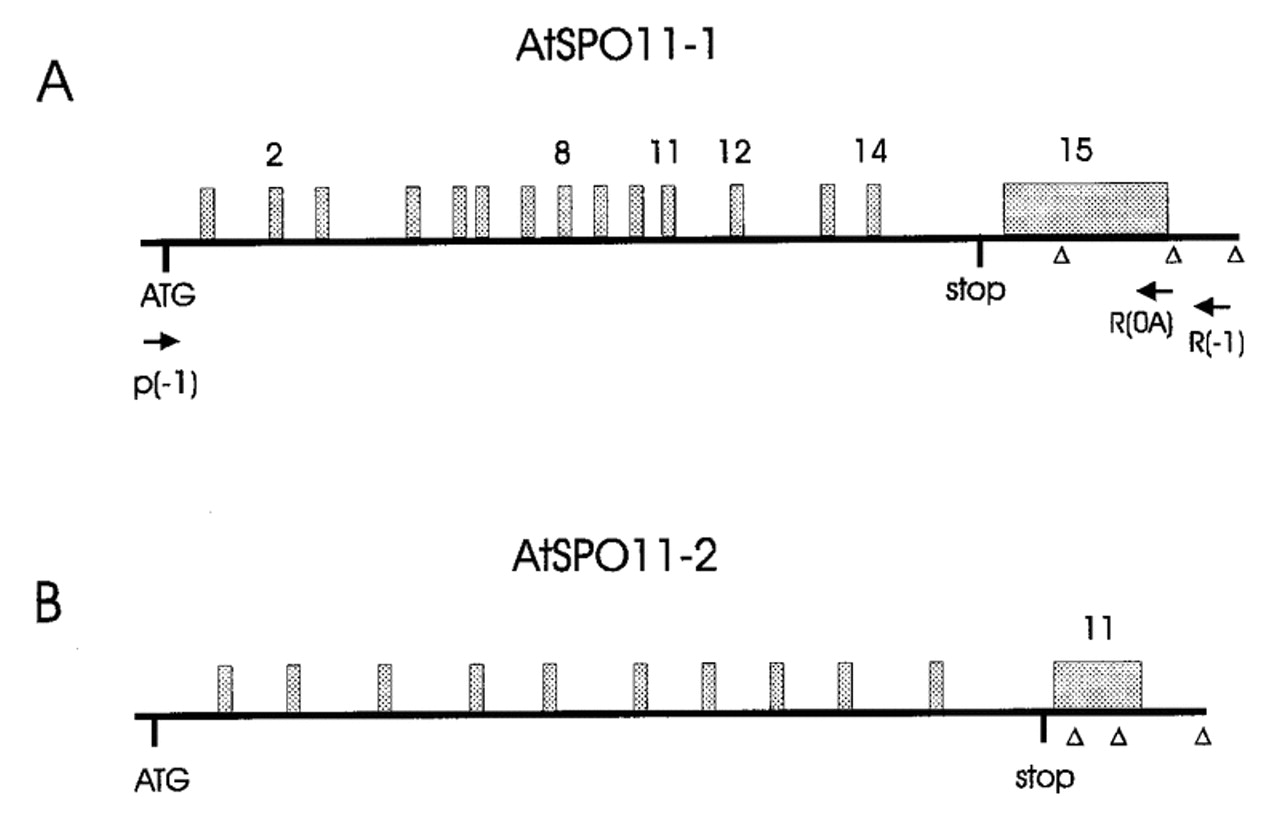 AtSPO11-1
A
2 8 11 12 14 15
Δ Δ Δ
ATG stop
R(0A)
R(-1)
p(-1)
AtSPO11-2
B
11
Δ Δ Δ
ATG stop